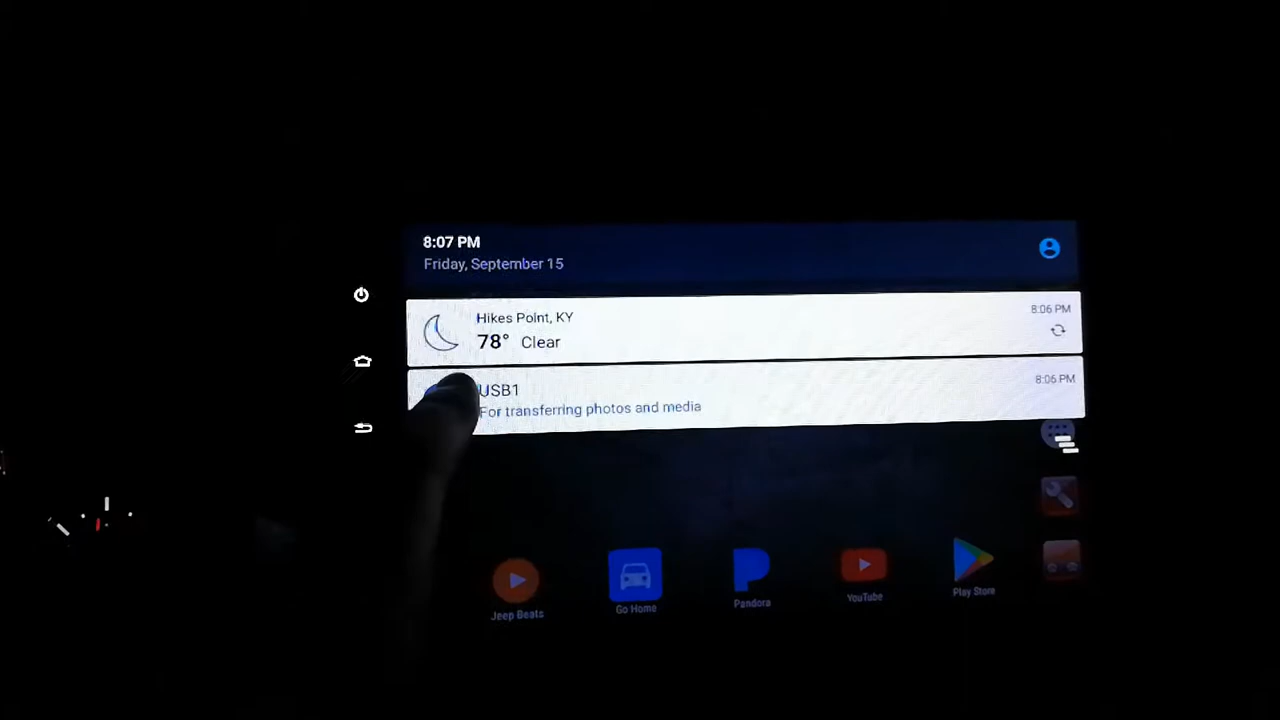 8:07 PM
Friday, September 15
Hikes Point, KY
8:06 PM
78° Clear
USB1
8:06 PM
For transferring photos and media
Jeep Beats
Go Home
Pandora
YouTube
Play Store